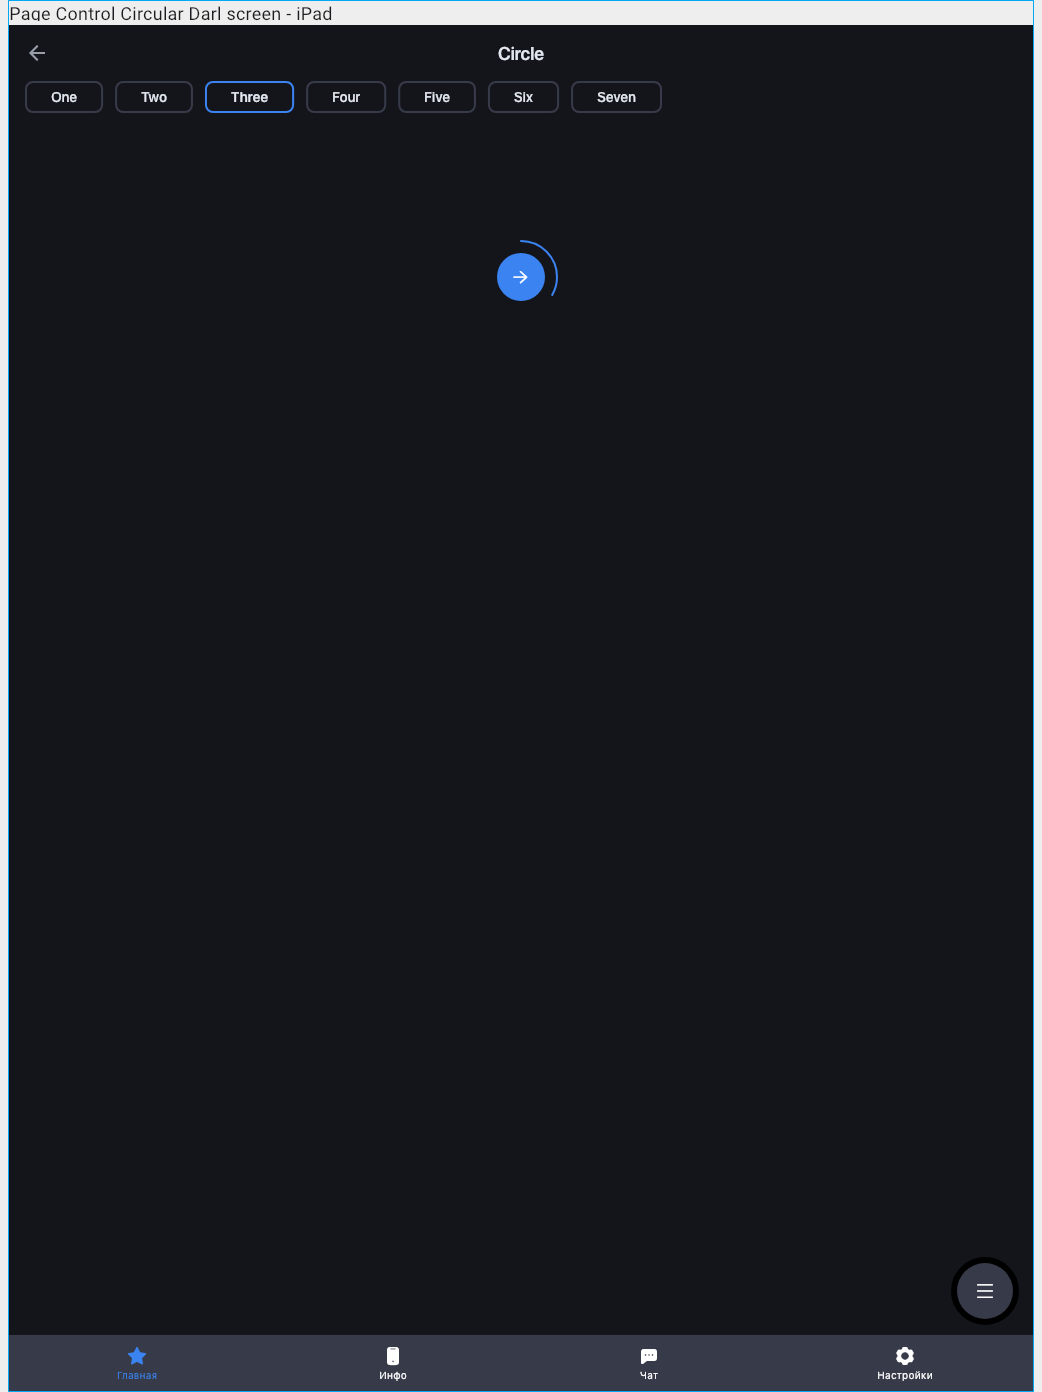 Page Control Circular Darl screen - iPad
Circle
One Two Three Four Five Six Seven
Главная Инфо Чат Настройки